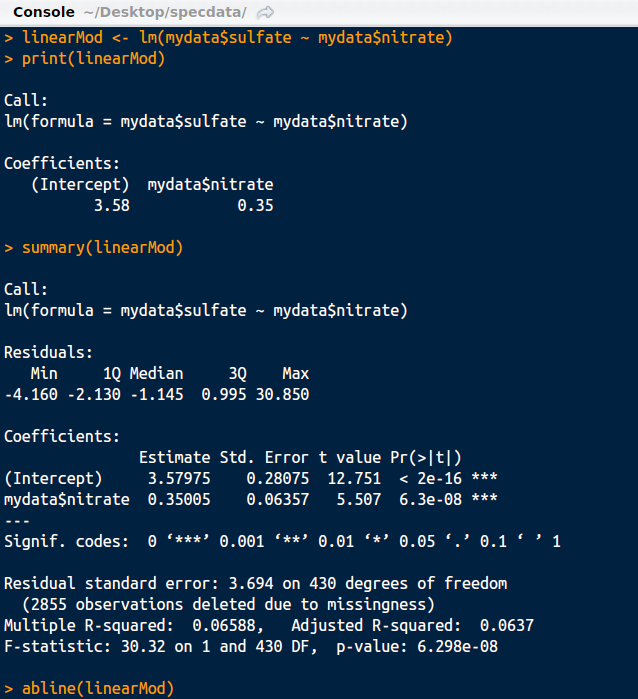 Console ~/Desktop/specdata/
> linearMod <- lm(mydata$sulfate ~ mydata$nitrate)
> print(linearMod)
Call:
lm(formula = mydata$sulfate ~ mydata$nitrate)
Coefficients:
   (Intercept)  mydata$nitrate
          3.58            0.35
> summary(linearMod)
Call:
lm(formula = mydata$sulfate ~ mydata$nitrate)
Residuals:
   Min     1Q Median     3Q    Max
-4.160 -2.130 -1.145  0.995 30.850
Coefficients:
               Estimate Std. Error t value Pr(>|t|)
(Intercept)     3.57975    0.28075  12.751  < 2e-16 ***
mydata$nitrate  0.35005    0.06357   5.507  6.3e-08 ***
---
Signif. codes:  0 ‘***’ 0.001 ‘**’ 0.01 ‘*’ 0.05 ‘.’ 0.1 ‘ ’ 1
Residual standard error: 3.694 on 430 degrees of freedom
  (2855 observations deleted due to missingness)
Multiple R-squared:  0.06588,	Adjusted R-squared:  0.0637
F-statistic: 30.32 on 1 and 430 DF,  p-value: 6.298e-08
> abline(linearMod)